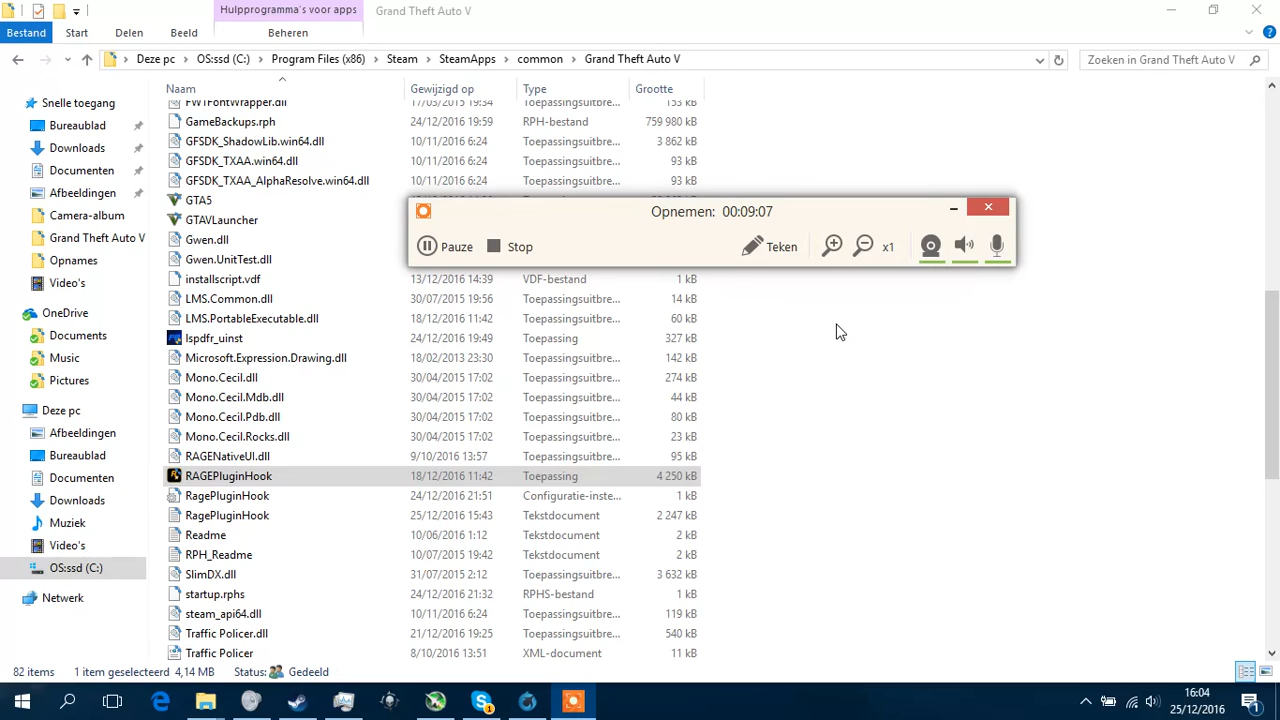 Hulpprogramma's voor apps
Grand Theft Auto V
Bestand Start Delen Beeld Beheren
Deze pc OS:ssd (C:) Program Files (x86) Steam SteamApps common Grand Theft Auto V
Zoeken in Grand Theft Auto V
Naam Gewijzigd op Type Grootte
Snelle toegang
Bureaublad
Downloads
Documenten
Afbeeldingen
Camera-album
Grand Theft Auto V
Opnames
Video's
OneDrive
Documents
Music
Pictures
Deze pc
Afbeeldingen
Bureaublad
Documenten
Downloads
Muziek
Video's
OS:ssd (C:)
Netwerk
FW1FontWrapper.dll 17/03/2015 19:34 Toepassingsuitbre... 153 kB
GameBackups.rph 24/12/2016 19:59 RPH-bestand 759 980 kB
GFSDK_ShadowLib.win64.dll 10/11/2016 6:24 Toepassingsuitbre... 3 862 kB
GFSDK_TXAA.win64.dll 10/11/2016 6:24 Toepassingsuitbre... 93 kB
GFSDK_TXAA_AlphaResolve.win64.dll 10/11/2016 6:24 Toepassingsuitbre... 93 kB
GTA5
GTAVLauncher
Gwen.dll
Gwen.UnitTest.dll
installscript.vdf 13/12/2016 14:39 VDF-bestand 1 kB
LMS.Common.dll 30/07/2015 19:56 Toepassingsuitbre... 14 kB
LMS.PortableExecutable.dll 18/12/2016 11:42 Toepassingsuitbre... 60 kB
lspdfr_uinst 24/12/2016 19:49 Toepassing 327 kB
Microsoft.Expression.Drawing.dll 18/02/2013 23:30 Toepassingsuitbre... 142 kB
Mono.Cecil.dll 30/04/2015 17:02 Toepassingsuitbre... 274 kB
Mono.Cecil.Mdb.dll 30/04/2015 17:02 Toepassingsuitbre... 44 kB
Mono.Cecil.Pdb.dll 30/04/2015 17:02 Toepassingsuitbre... 80 kB
Mono.Cecil.Rocks.dll 30/04/2015 17:02 Toepassingsuitbre... 23 kB
RAGENativeUI.dll 9/10/2016 13:57 Toepassingsuitbre... 95 kB
RAGEPluginHook 18/12/2016 11:42 Toepassing 4 250 kB
RagePluginHook 24/12/2016 21:51 Configuratie-inste... 1 kB
RagePluginHook 25/12/2016 15:43 Tekstdocument 2 247 kB
Readme 10/06/2016 1:12 Tekstdocument 2 kB
RPH_Readme 10/07/2015 19:42 Tekstdocument 2 kB
SlimDX.dll 31/07/2015 2:12 Toepassingsuitbre... 3 632 kB
startup.rphs 24/12/2016 21:32 RPHS-bestand 1 kB
steam_api64.dll 10/11/2016 6:24 Toepassingsuitbre... 119 kB
Traffic Policer.dll 21/12/2016 19:25 Toepassingsuitbre... 540 kB
Traffic Policer 8/10/2016 13:51 XML-document 11 kB
Opnemen: 00:09:07
Pauze Stop Teken x1
82 items 1 item geselecteerd 4,14 MB Status: Gedeeld
16:04
25/12/2016